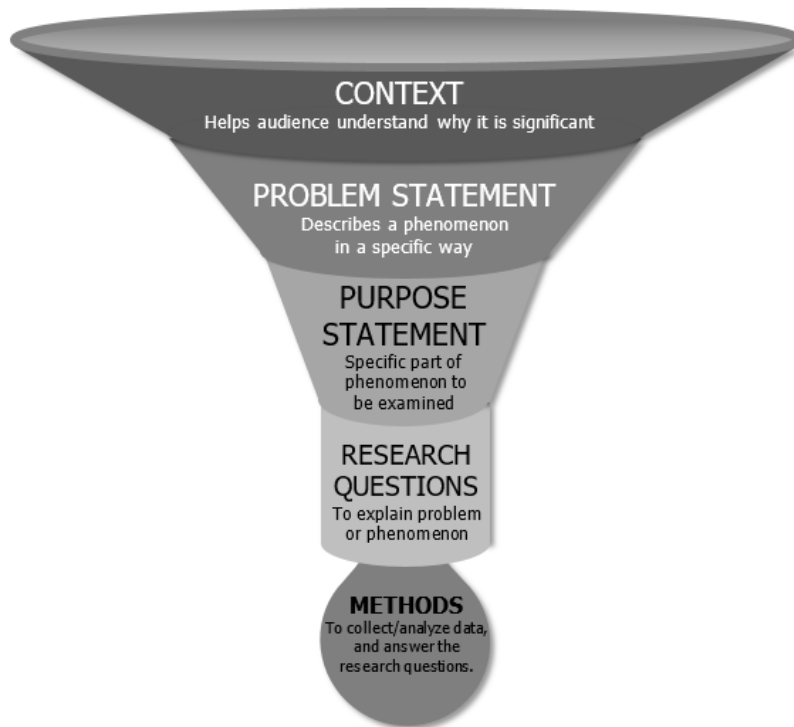 CONTEXT
Helps audience understand why it is significant
PROBLEM STATEMENT
Describes a phenomenon
in a specific way
PURPOSE
STATEMENT
Specific part of
phenomenon to
be examined
RESEARCH
QUESTIONS
To explain problem
or phenomenon
METHODS
To collect/analyze data,
and answer the
research questions.